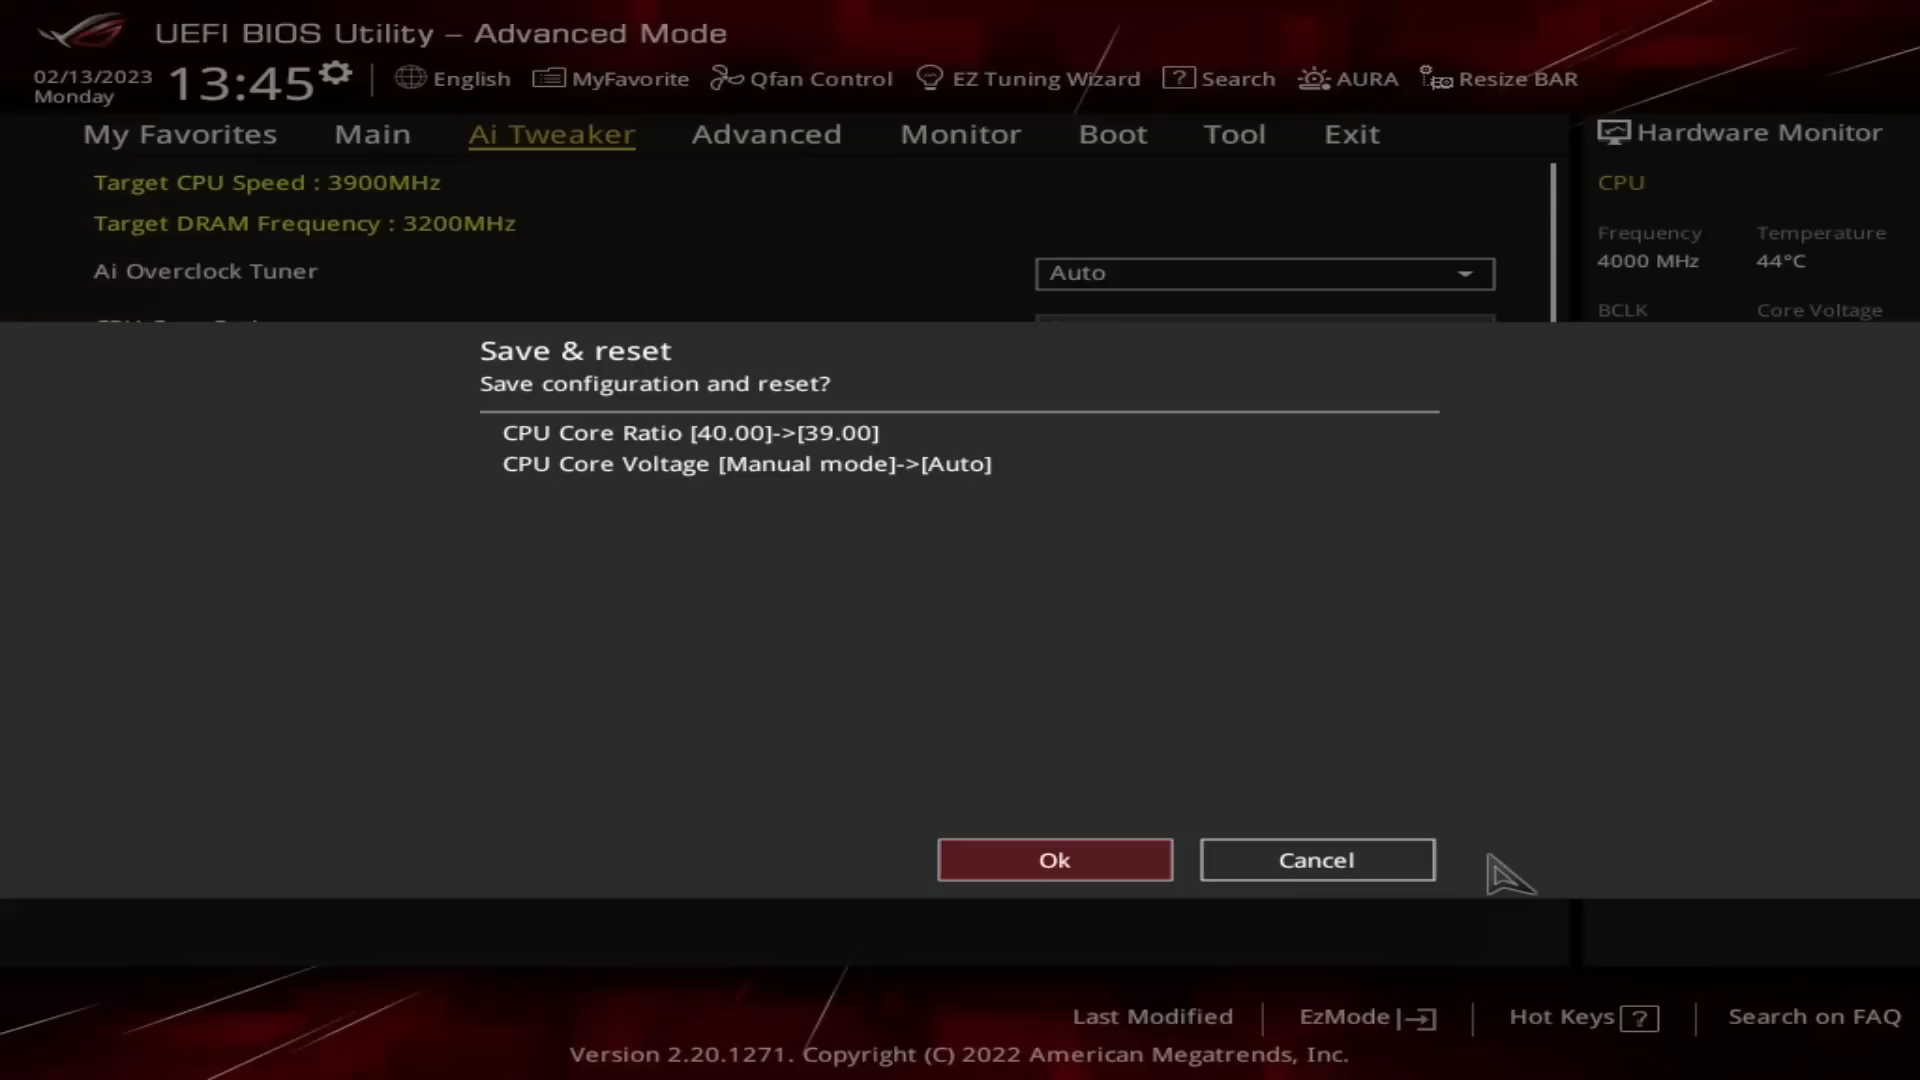 UEFI BIOS Utility – Advanced Mode
02/13/2023
Monday
13:45
English
MyFavorite
Qfan Control
EZ Tuning Wizard
Search
AURA
Resize BAR
My Favorites
Main
Ai Tweaker
Advanced
Monitor
Boot
Tool
Exit
Hardware Monitor
Target CPU Speed : 3900MHz
Target DRAM Frequency : 3200MHz
Ai Overclock Tuner
Auto
CPU
Frequency
Temperature
4000 MHz
44°C
BCLK
Core Voltage
Save & reset
Save configuration and reset?
CPU Core Ratio [40.00]->[39.00]
CPU Core Voltage [Manual mode]->[Auto]
Ok
Cancel
Last Modified
EzMode
Hot Keys ?
Search on FAQ
Version 2.20.1271. Copyright (C) 2022 American Megatrends, Inc.